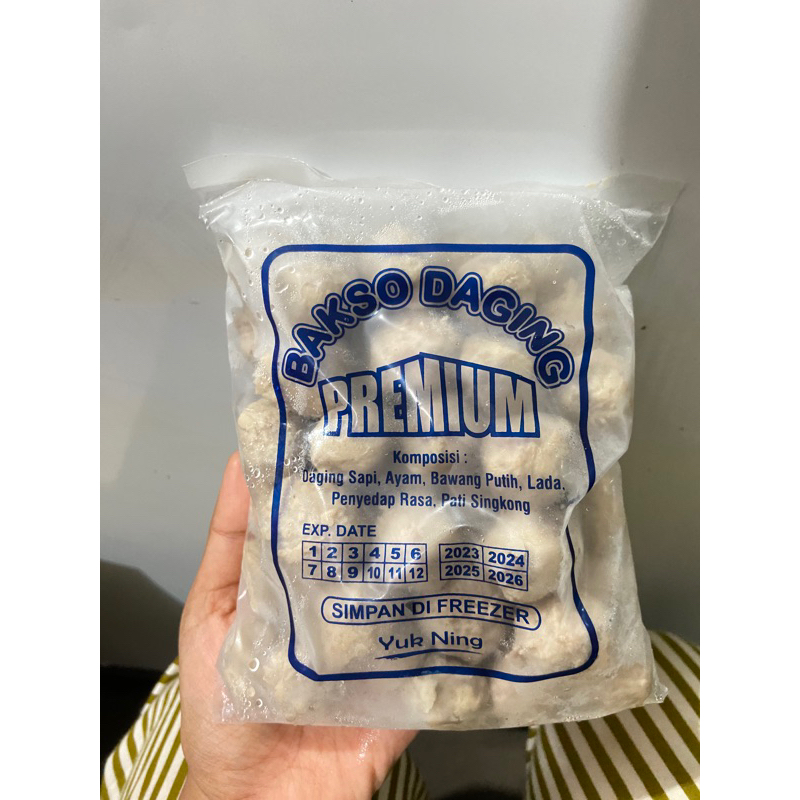 BAKSO DAGING
PREMIUM
Komposisi :
Daging Sapi, Ayam, Bawang Putih, Lada,
Penyedap Rasa, Pati Singkong
EXP. DATE
1 2 3 4 5 6 2023 2024
7 8 9 10 11 12 2025 2026
SIMPAN DI FREEZER
Yuk Ning